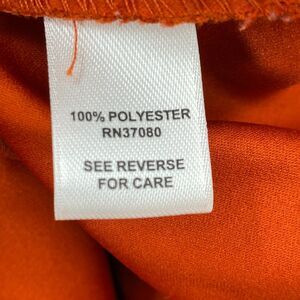 100% POLYESTER
RN37080
SEE REVERSE
FOR CARE